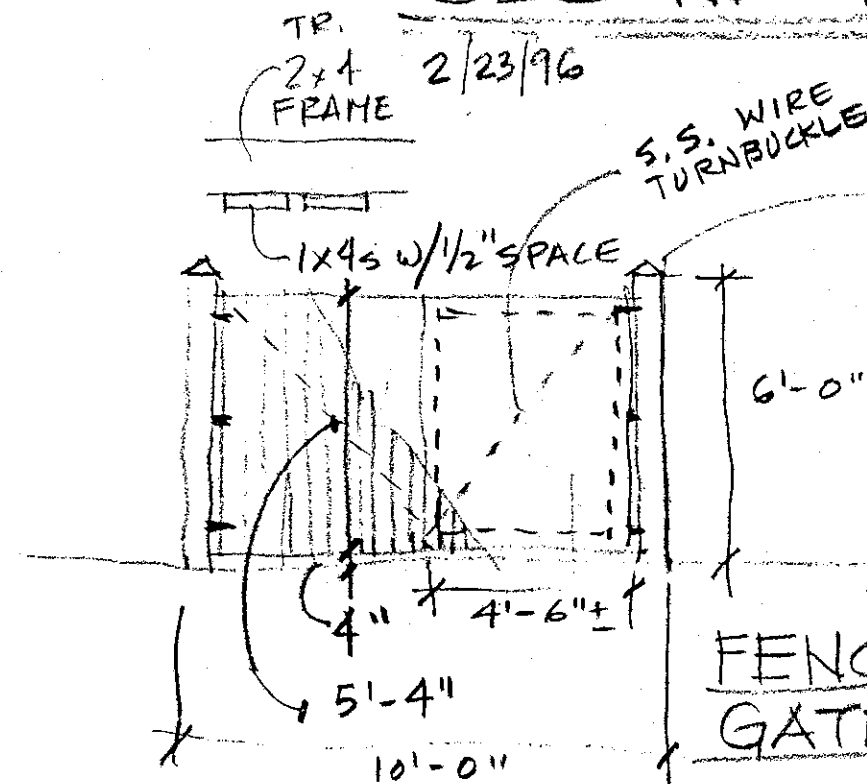 TR.
2x4
FRAME
2/23/96
S.S. WIRE
TURNBUCKLE
1x4s W/1/2" SPACE
6'-0"
4"
4'-6"±
5'-4"
10'-0"
FENC
GATE